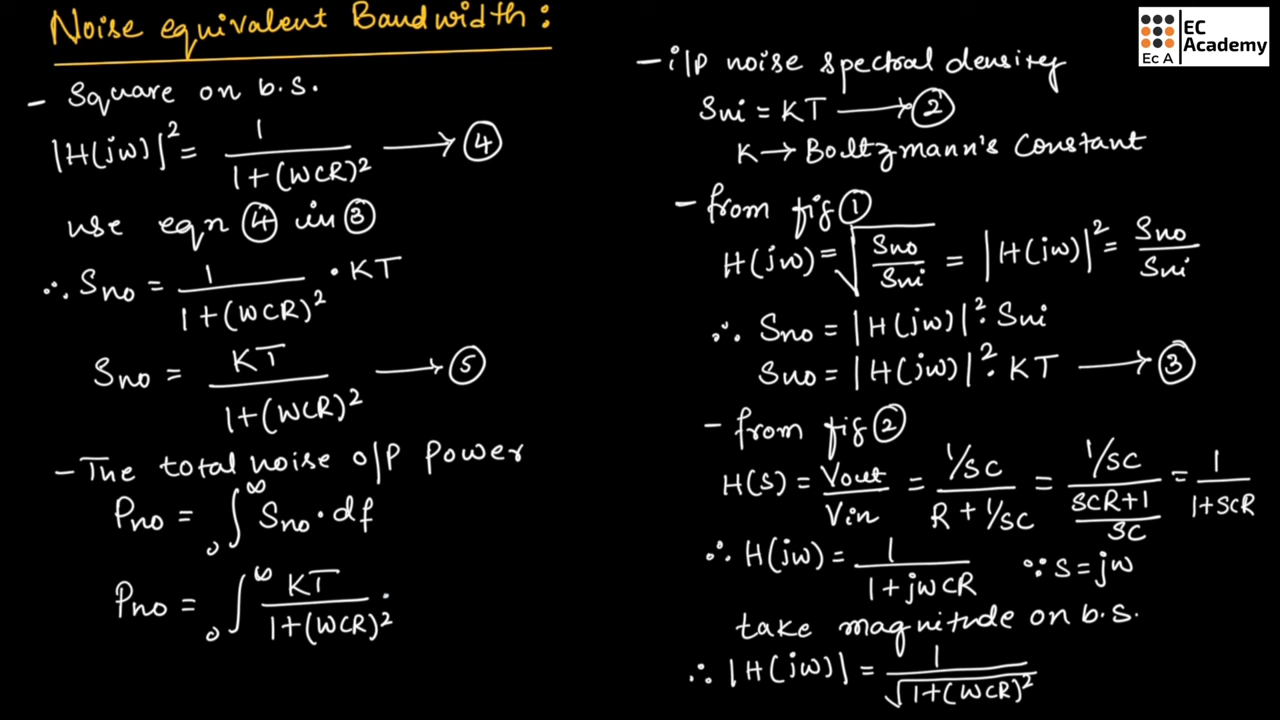 Noise equivalent Bandwidth:
- Square on b.s.
|H(jω)|² = 1/(1+(WCR)²) → ④
use eqn ④ in ③
∴ Sno = 1/(1+(WCR)²) · KT
Sno = KT/(1+(WCR)²) → ⑤
- The total noise o/p power
Pno = ∫₀^∞ Sno · df
Pno = ∫₀^∞ KT/(1+(WCR)²) ·
- i/p noise spectral density
Sni = KT → ②
K → Boltzmann's Constant
- from fig ①
H(jω) = √(Sno/Sni) = |H(jω)|² = Sno/Sni
∴ Sno = |H(jω)|² · Sni
Sno = |H(jω)|² · KT → ③
- from fig ②
H(s) = Vout/Vin = (1/SC)/(R + 1/SC) = (1/SC)/((SCR+1)/SC) = 1/(1+SCR)
∴ H(jω) = 1/(1+jωCR) ∵ S = jω
take magnitude on b.s.
∴ |H(jω)| = 1/√(1+(WCR)²)
EC
Academy
Ec A